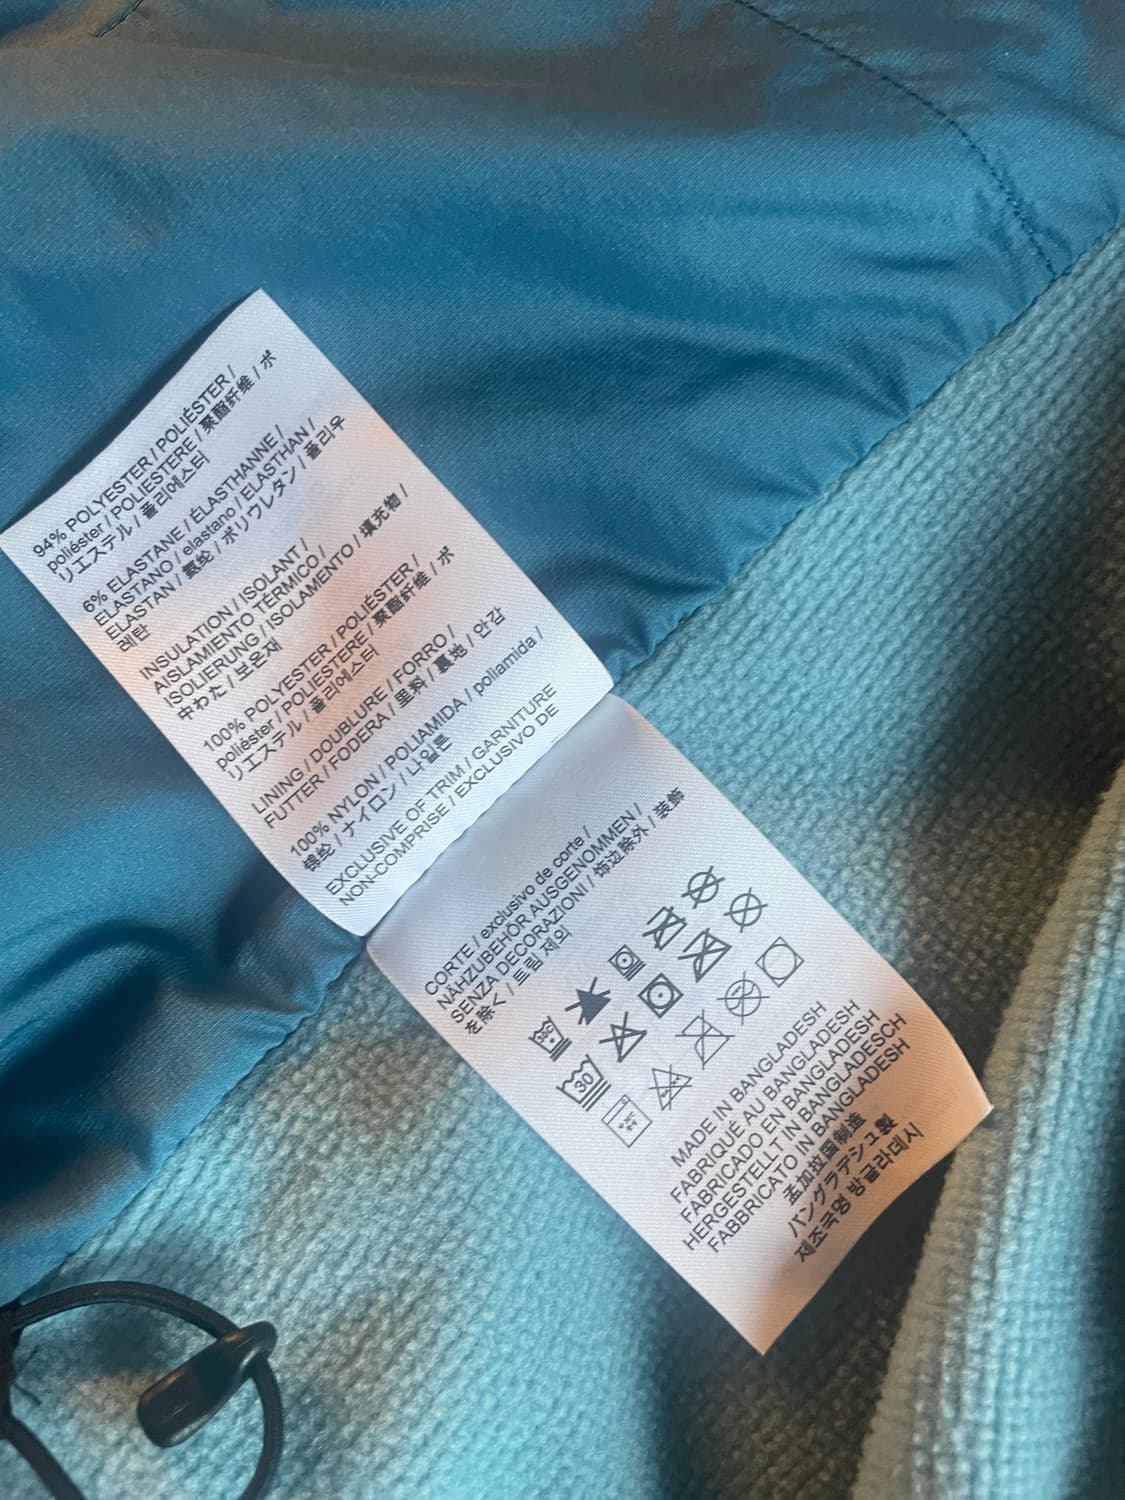 94% POLYESTER / POLIÉSTER /
poliéster / POLIESTERE / 聚酯纤维 / ポ
リエステル / 폴리에스터
6% ELASTANE / ÉLASTHANNE /
ELASTANO / elastano / ELASTHAN /
ELASTAN / 氨纶 / ポリウレタン / 폴리우
레탄
INSULATION / ISOLANT /
AISLAMIENTO TÉRMICO /
ISOLIERUNG / ISOLAMENTO / 填充物 /
中わた / 보온재
100% POLYESTER / POLIÉSTER /
poliéster / POLIESTERE / 聚酯纤维 / ポ
リエステル / 폴리에스터
LINING / DOUBLURE / FORRO /
FUTTER / FODERA / 里料 / 裏地 / 안감
100% NYLON / POLIAMIDA / poliamida /
锦纶 / ナイロン / 나일론
EXCLUSIVE OF TRIM / GARNITURE
NON-COMPRISE / EXCLUSIVO DE
CORTE / exclusivo de corte /
NÄHZUBEHÖR AUSGENOMMEN /
SENZA DECORAZIONI / 饰边除外 / 装飾
を除く / 트림 제외
30°C
30
MADE IN BANGLADESH
FABRIQUÉ AU BANGLADESH
FABRICADO EN BANGLADESH
HERGESTELLT IN BANGLADESCH
FABBRICATO IN BANGLADESH
孟加拉国制造
バングラデシュ製
제조국명 방글라데시